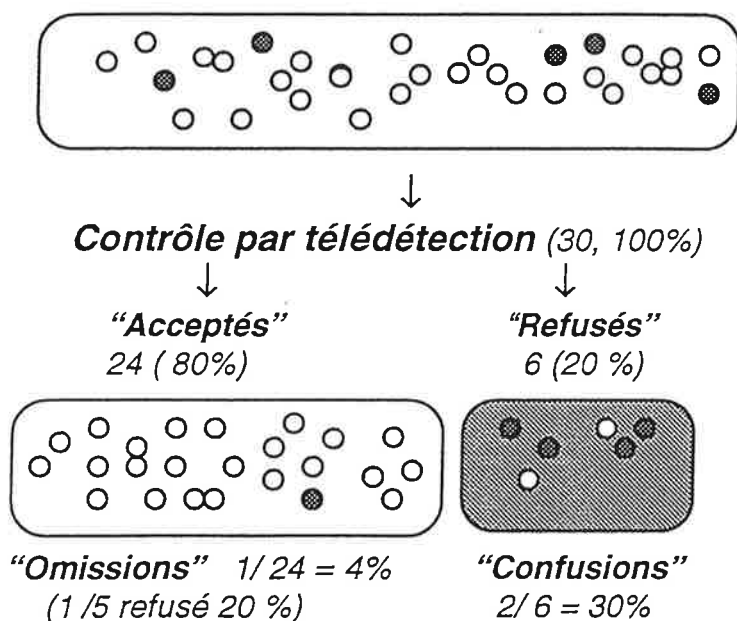 Contrôle par télédétection (30, 100%)
“Acceptés” “Refusés”
24 ( 80%) 6 (20 %)
“Omissions” 1/ 24 = 4% “Confusions”
(1 /5 refusé 20 %) 2/ 6 = 30%